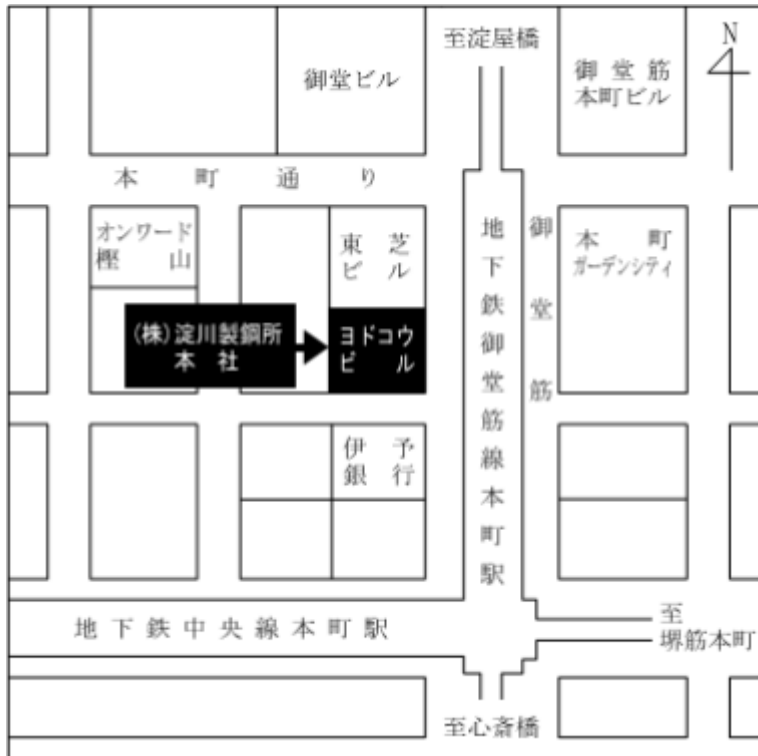 至淀屋橋
N
御堂ビル
御堂筋
本町ビル
本町通り
オンワード
樫山
東芝
ビル
地下鉄御堂筋線本町駅
御堂筋
本町
ガーデンシティ
(株)淀川製鋼所
本社
ヨドコウ
ビル
伊予
銀行
地下鉄中央線本町駅
至
堺筋本町
至心斎橋